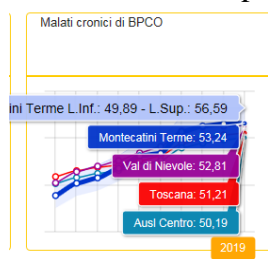 Malati cronici di BPCO
ini Terme L.Inf.: 49,89 - L.Sup.: 56,59
Montecatini Terme: 53,24
Val di Nievole: 52,81
Toscana: 51,21
Ausl Centro: 50,19
2019